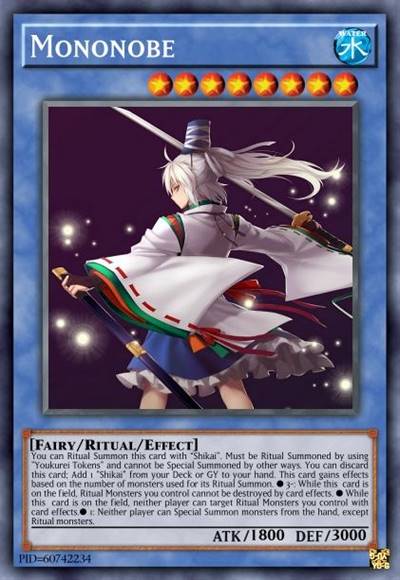 MONONOBE
WATER
水
[FAIRY/RITUAL/EFFECT]
You can Ritual Summon this card with "Shikai". Must be Ritual Summoned by using
"Youkurei Tokens" and cannot be Special Summoned by other ways. You can discard
this card; Add 1 "Shikai" from your Deck or GY to your hand. This card gains effects
based on the number of monsters used for its Ritual Summon. ● 3-: While this card is
on the field, Ritual Monsters you control cannot be destroyed by card effects. ● While
this card is on the field, neither player can target Ritual Monsters you control with
card effects.● 1: Neither player can Special Summon monsters from the hand, except
Ritual monsters.
ATK/1800 DEF/3000
PID=60742234